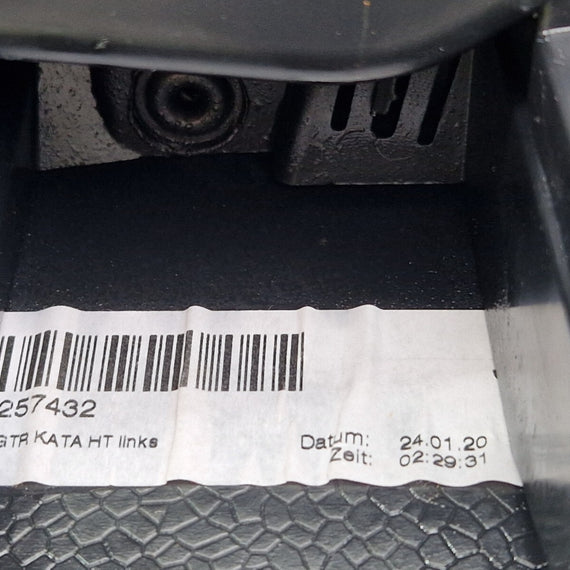 257432
GTR KATA HT links
Datum: 24.01.20
Zeit: 02:29:31